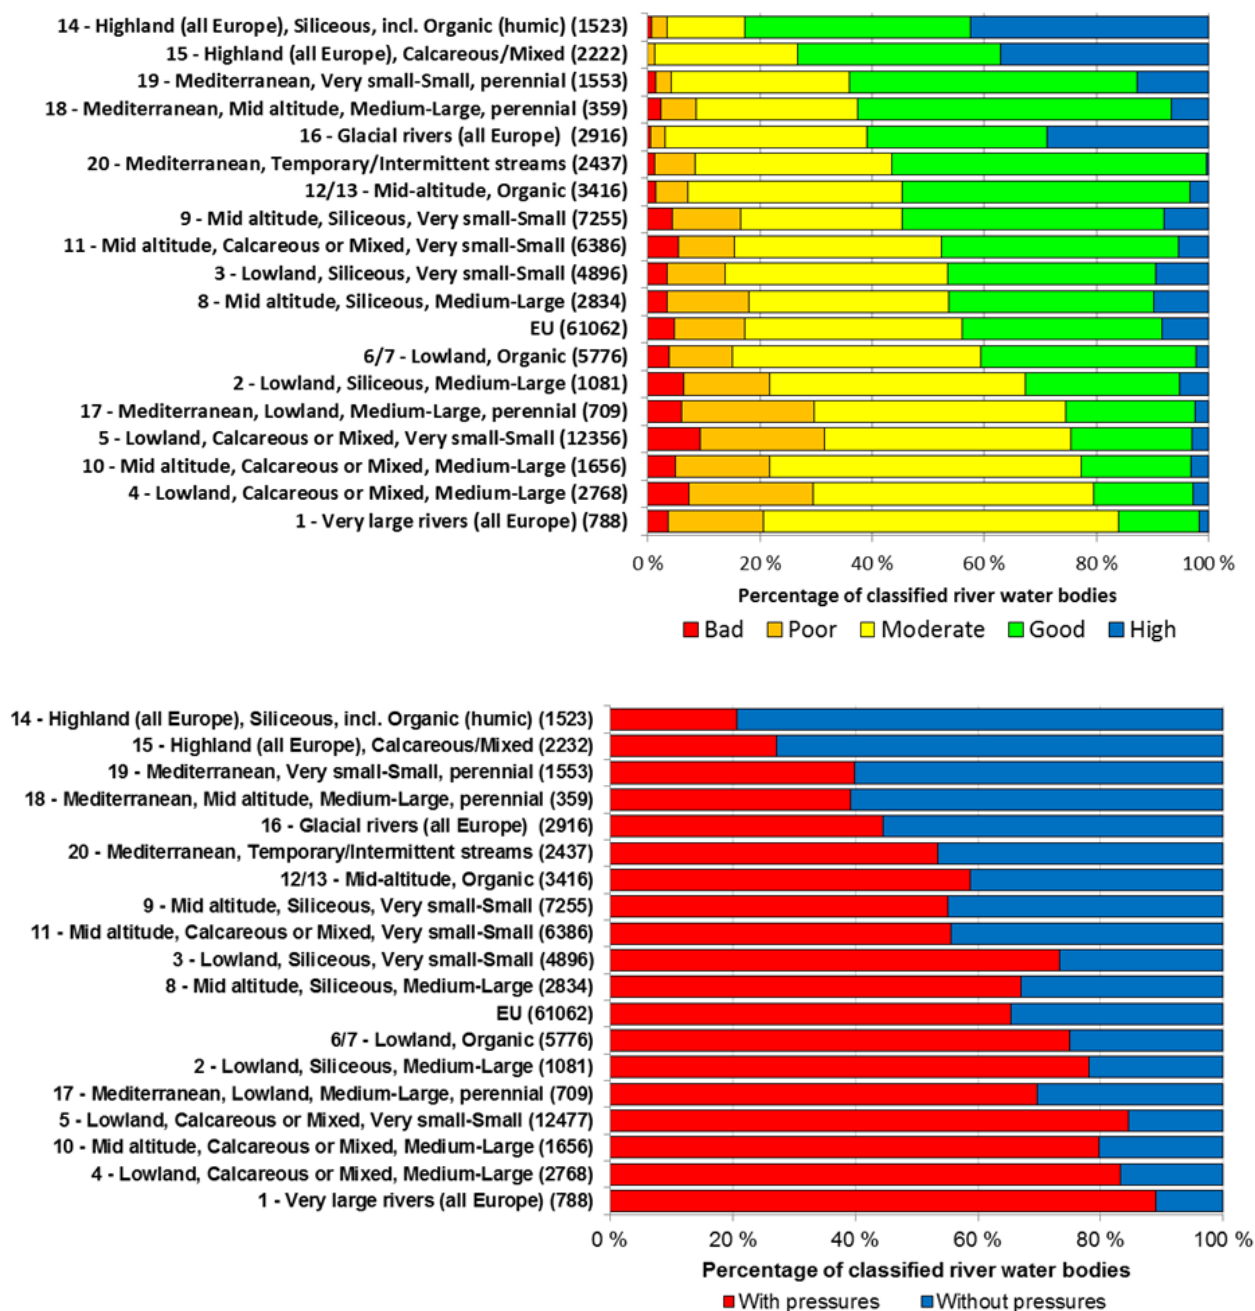 14 - Highland (all Europe), Siliceous, incl. Organic (humic) (1523)
15 - Highland (all Europe), Calcareous/Mixed (2222)
19 - Mediterranean, Very small-Small, perennial (1553)
18 - Mediterranean, Mid altitude, Medium-Large, perennial (359)
16 - Glacial rivers (all Europe) (2916)
20 - Mediterranean, Temporary/Intermittent streams (2437)
12/13 - Mid-altitude, Organic (3416)
9 - Mid altitude, Siliceous, Very small-Small (7255)
11 - Mid altitude, Calcareous or Mixed, Very small-Small (6386)
3 - Lowland, Siliceous, Very small-Small (4896)
8 - Mid altitude, Siliceous, Medium-Large (2834)
EU (61062)
6/7 - Lowland, Organic (5776)
2 - Lowland, Siliceous, Medium-Large (1081)
17 - Mediterranean, Lowland, Medium-Large, perennial (709)
5 - Lowland, Calcareous or Mixed, Very small-Small (12356)
10 - Mid altitude, Calcareous or Mixed, Medium-Large (1656)
4 - Lowland, Calcareous or Mixed, Medium-Large (2768)
1 - Very large rivers (all Europe) (788)
0 % 20 % 40 % 60 % 80 % 100 %
Percentage of classified river water bodies
Bad Poor Moderate Good High
14 - Highland (all Europe), Siliceous, incl. Organic (humic) (1523)
15 - Highland (all Europe), Calcareous/Mixed (2232)
19 - Mediterranean, Very small-Small, perennial (1553)
18 - Mediterranean, Mid altitude, Medium-Large, perennial (359)
16 - Glacial rivers (all Europe) (2916)
20 - Mediterranean, Temporary/Intermittent streams (2437)
12/13 - Mid-altitude, Organic (3416)
9 - Mid altitude, Siliceous, Very small-Small (7255)
11 - Mid altitude, Calcareous or Mixed, Very small-Small (6386)
3 - Lowland, Siliceous, Very small-Small (4896)
8 - Mid altitude, Siliceous, Medium-Large (2834)
EU (61062)
6/7 - Lowland, Organic (5776)
2 - Lowland, Siliceous, Medium-Large (1081)
17 - Mediterranean, Lowland, Medium-Large, perennial (709)
5 - Lowland, Calcareous or Mixed, Very small-Small (12477)
10 - Mid altitude, Calcareous or Mixed, Medium-Large (1656)
4 - Lowland, Calcareous or Mixed, Medium-Large (2768)
1 - Very large rivers (all Europe) (788)
0 % 20 % 40 % 60 % 80 % 100 %
Percentage of classified river water bodies
With pressures Without pressures